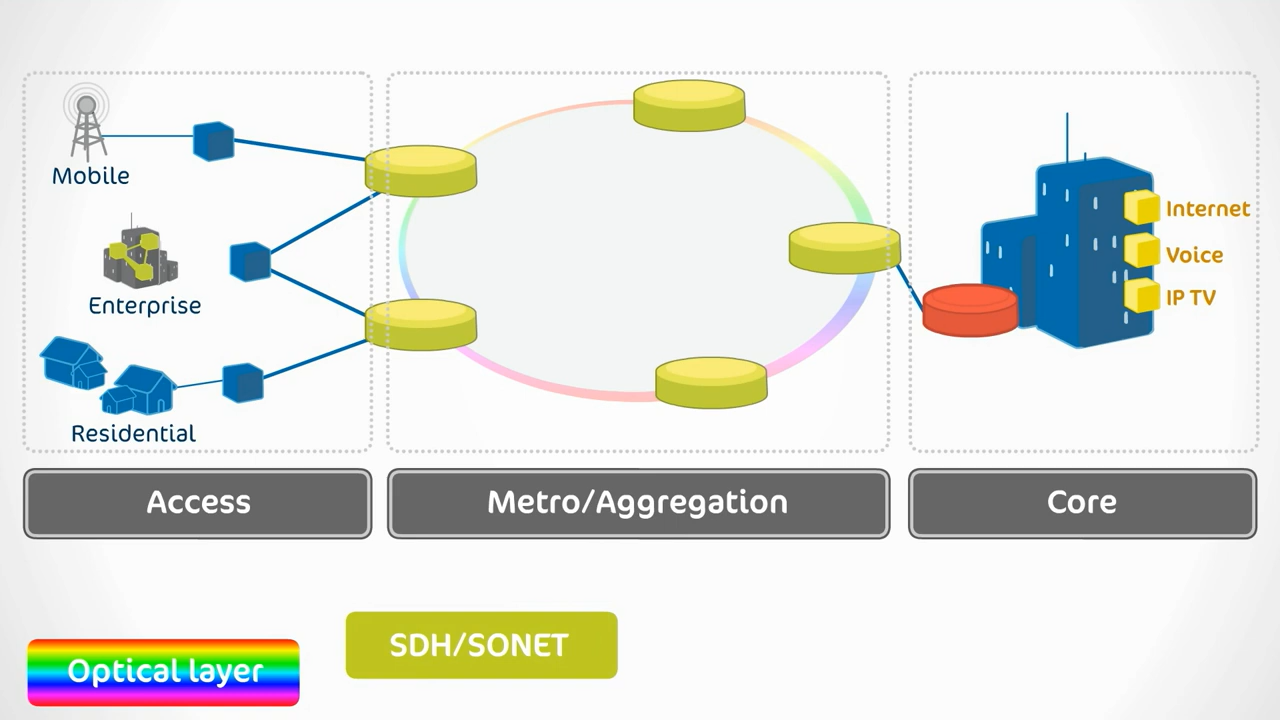 Mobile
Enterprise
Residential
Internet
Voice
IP TV
Access
Metro/Aggregation
Core
SDH/SONET
Optical layer